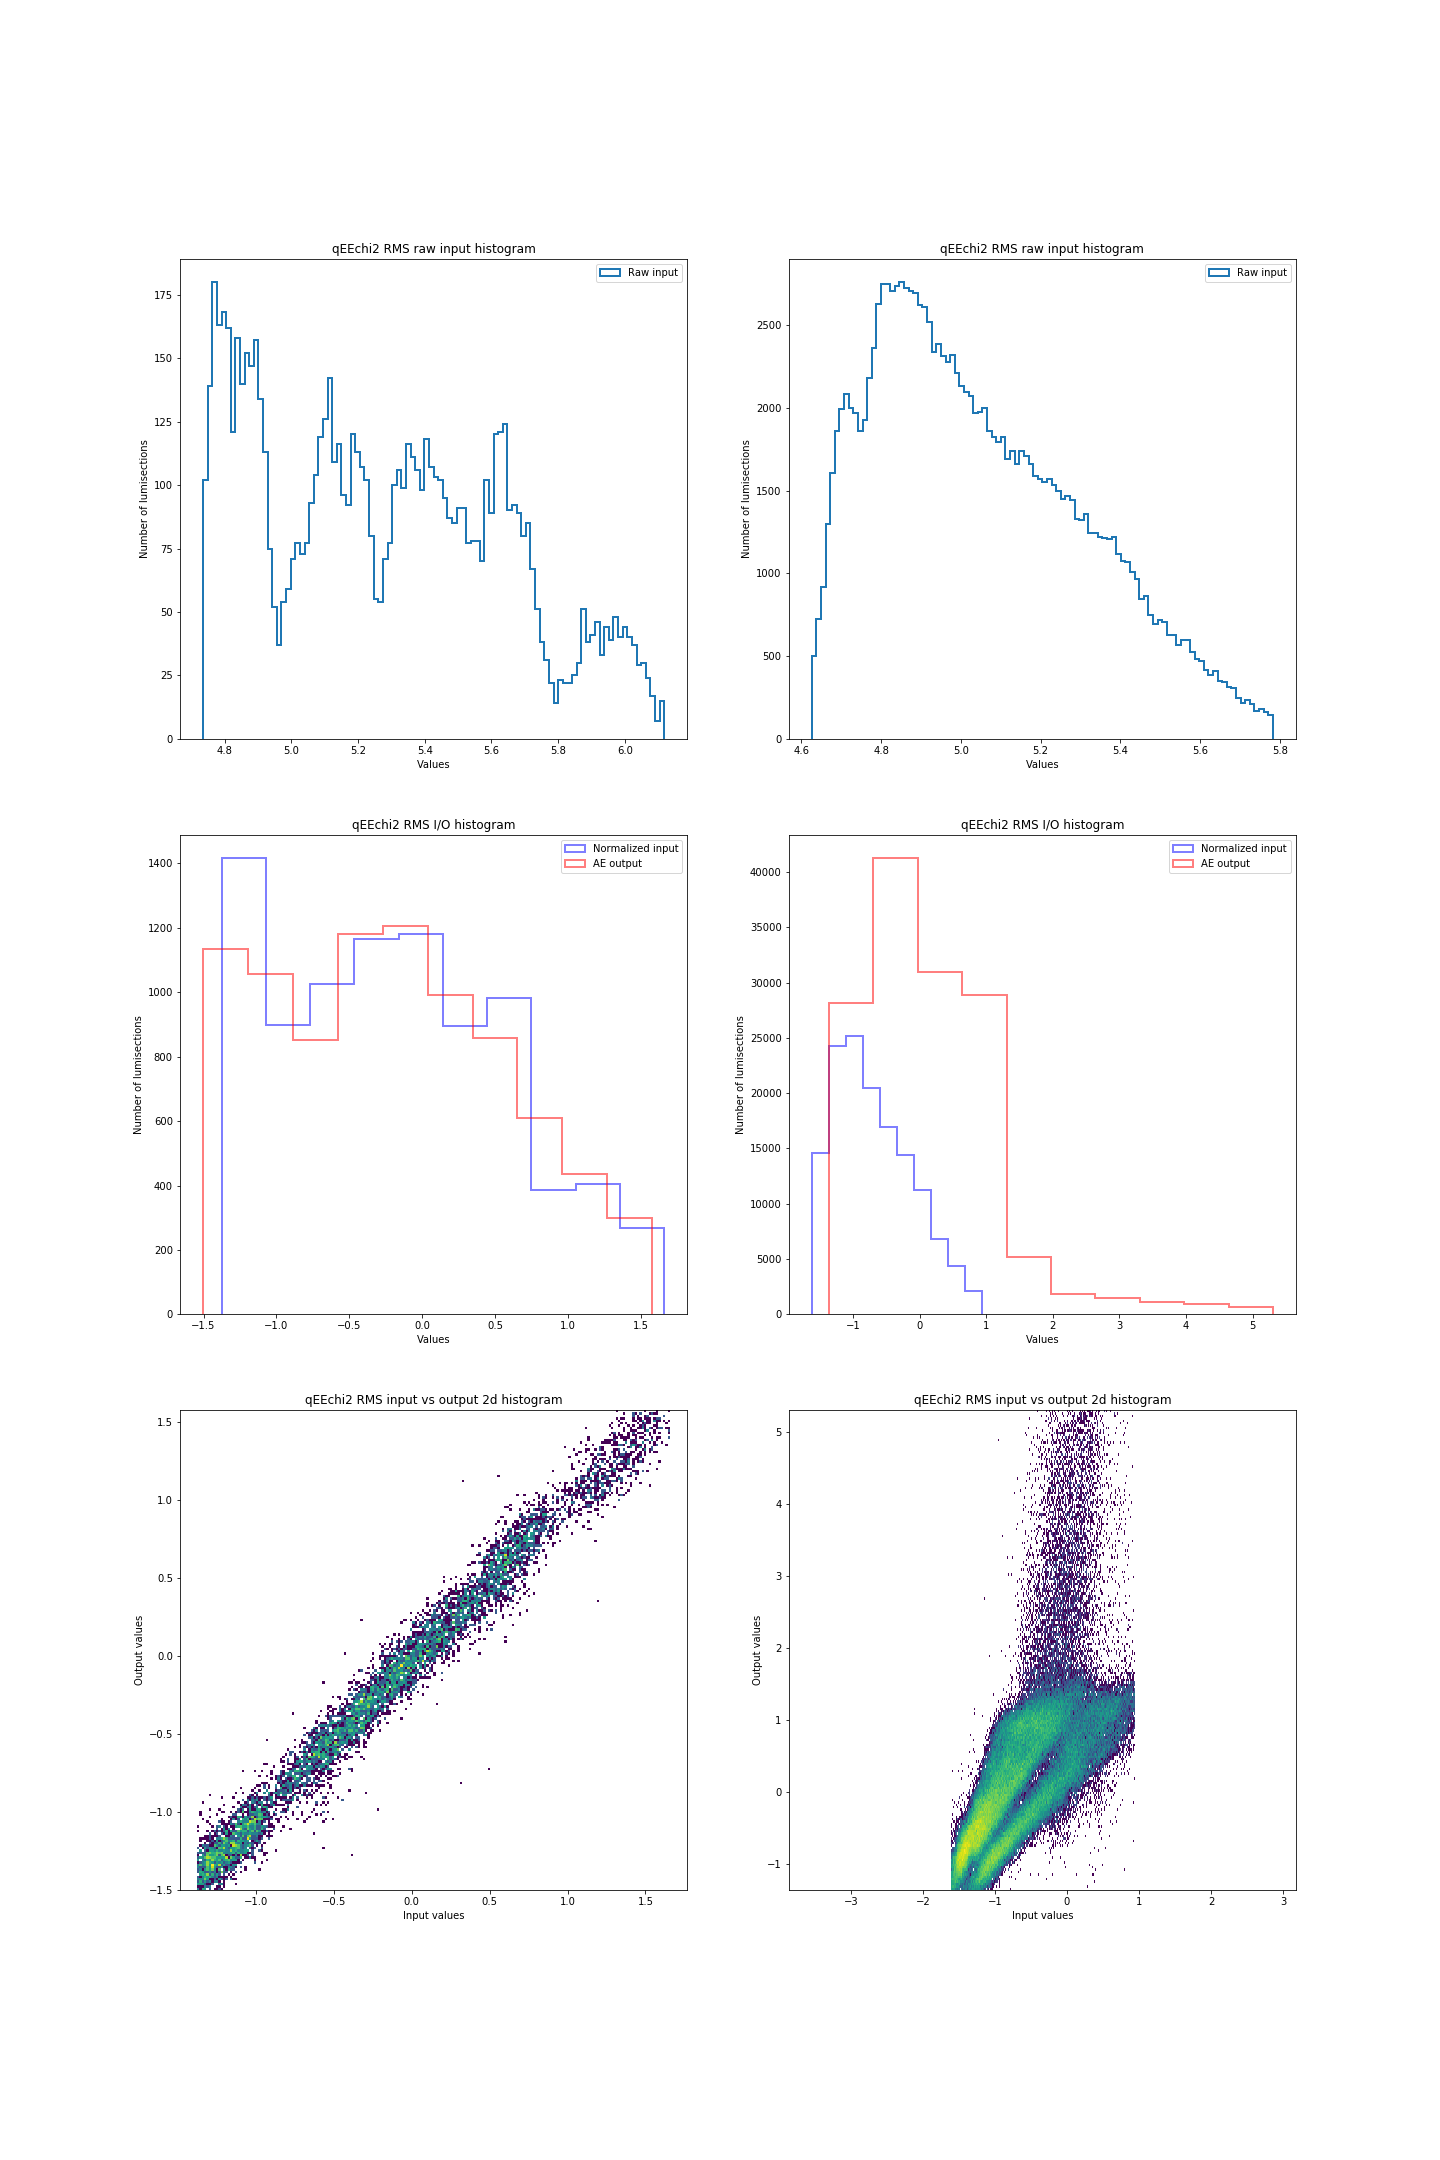 qEEchi2 RMS raw input histogram
Raw input
175
150
125
100
75
50
25
0
Number of lumisections
4.8 5.0 5.2 5.4 5.6 5.8 6.0
Values
qEEchi2 RMS raw input histogram
Raw input
2500
2000
1500
1000
500
0
Number of lumisections
4.6 4.8 5.0 5.2 5.4 5.6 5.8
Values
qEEchi2 RMS I/O histogram
Normalized input
AE output
1400
1200
1000
800
600
400
200
0
Number of lumisections
−1.5 −1.0 −0.5 0.0 0.5 1.0 1.5
Values
qEEchi2 RMS I/O histogram
Normalized input
AE output
40000
35000
30000
25000
20000
15000
10000
5000
0
Number of lumisections
−1 0 1 2 3 4 5
Values
qEEchi2 RMS input vs output 2d histogram
1.5
1.0
0.5
0.0
−0.5
−1.0
−1.5
Output values
−1.0 −0.5 0.0 0.5 1.0 1.5
Input values
qEEchi2 RMS input vs output 2d histogram
5
4
3
2
1
0
−1
Output values
−3 −2 −1 0 1 2 3
Input values